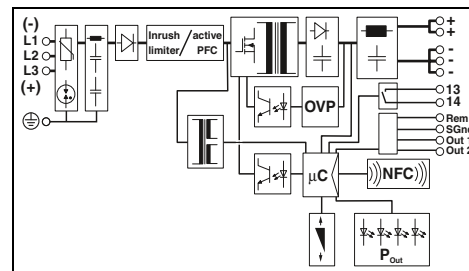 (-)
L1
L2
L3
(+)
Inrush active
limiter/ PFC
OVP
+
+
-
-
-
13
14
Rem
SGnd
Out 1
Out 2
µC
NFC
P Out